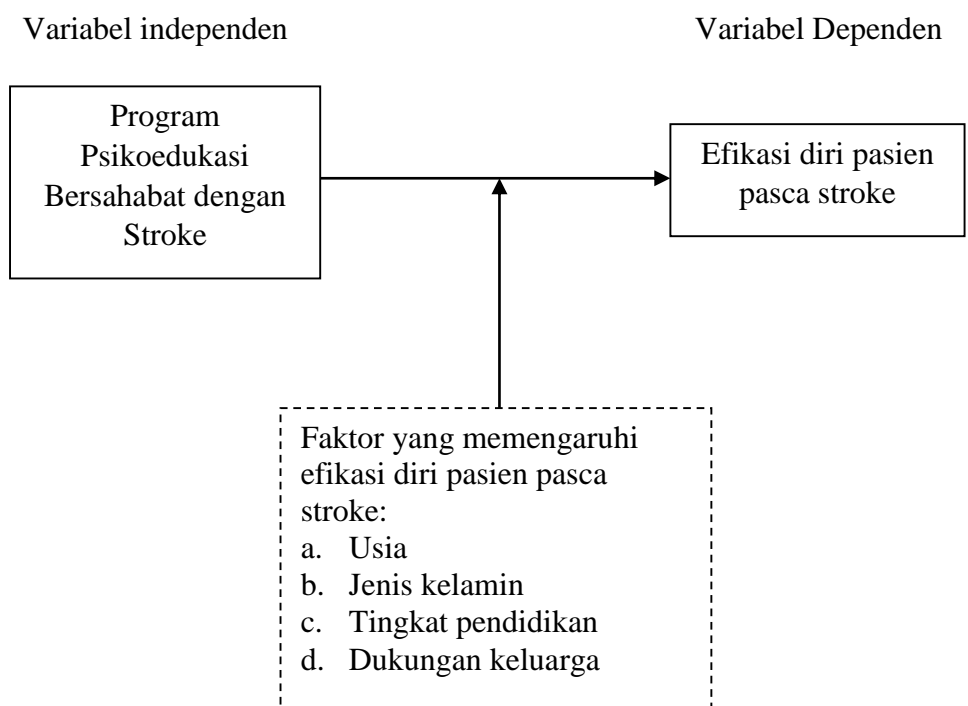 Variabel independen
Variabel Dependen
Program
Psikoedukasi
Bersahabat dengan
Stroke
Efikasi diri pasien
pasca stroke
Faktor yang memengaruhi
efikasi diri pasien pasca
stroke:
a. Usia
b. Jenis kelamin
c. Tingkat pendidikan
d. Dukungan keluarga